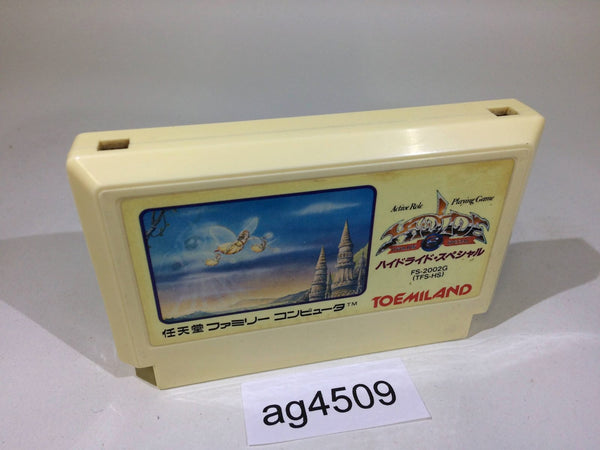 Active Role Playing Game
HYDLIDE
ハイドライド・スペシャル
FS-2002G
(TFS-HS)
TOEMILAND
任天堂 ファミリー コンピュータ™
ag4509